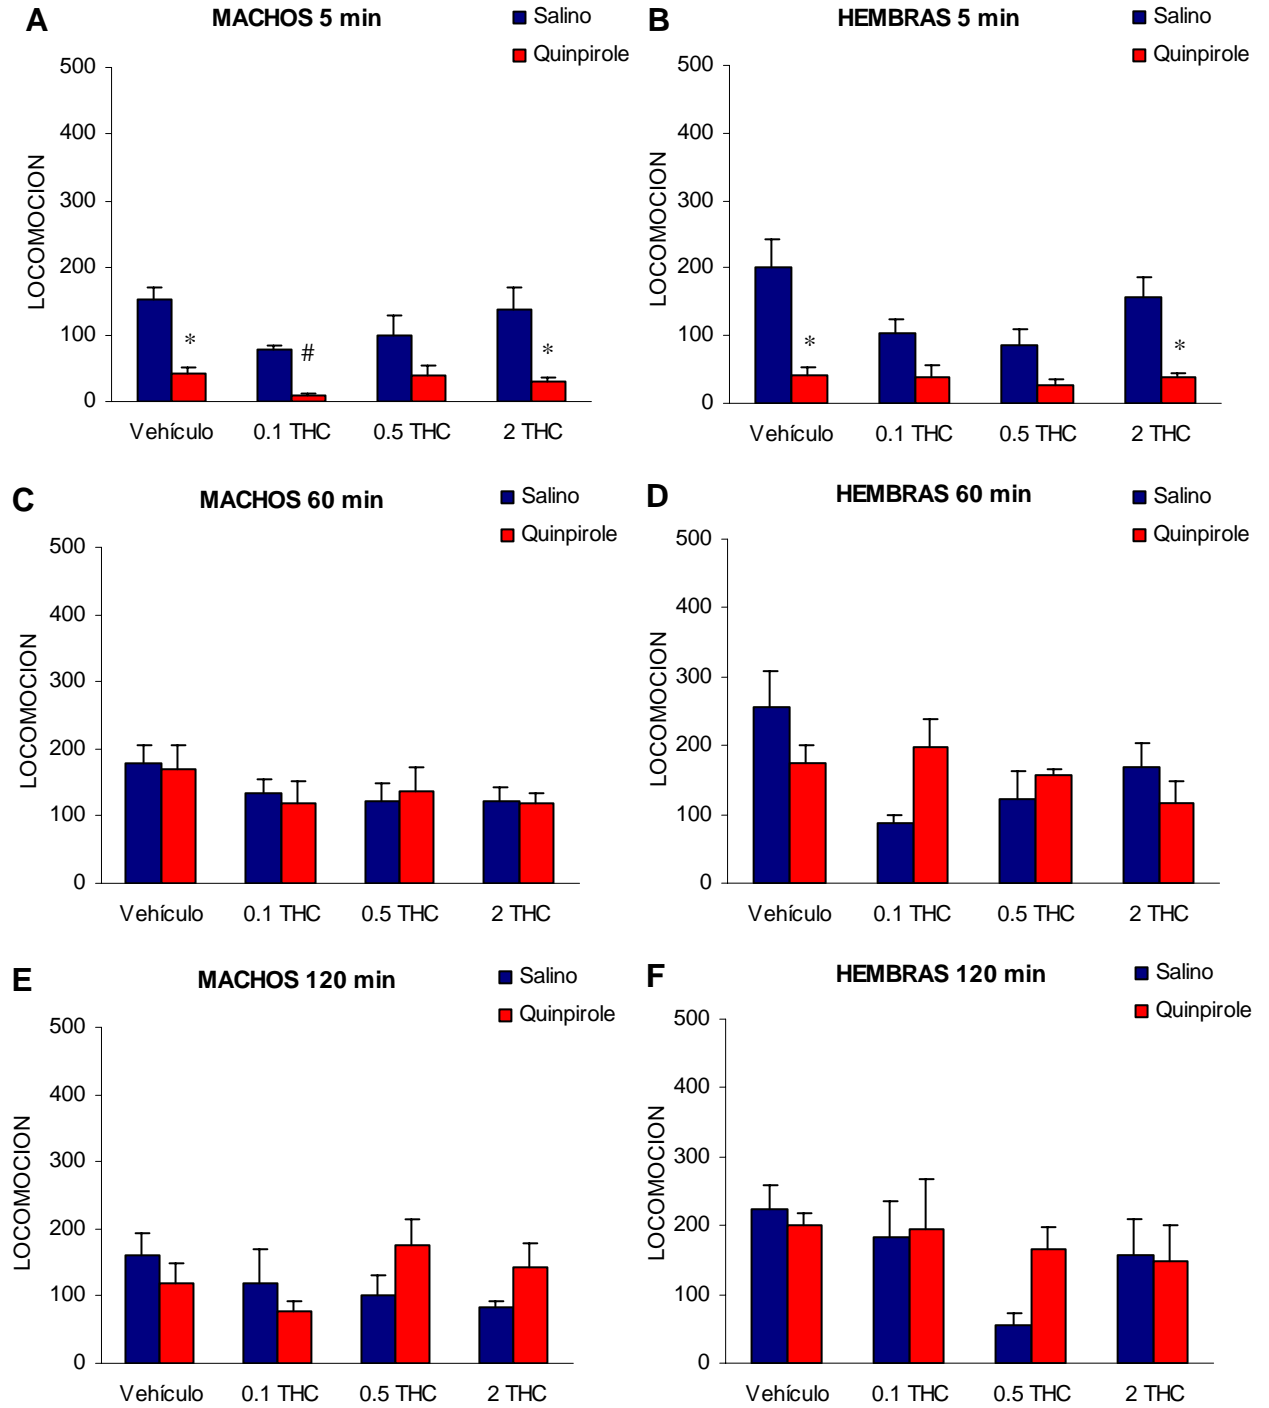 A
MACHOS 5 min
Salino
Quinpirole
LOCOMOCION
500
400
300
200
100
0
*
#
*
Vehículo 0.1 THC 0.5 THC 2 THC
B
HEMBRAS 5 min
Salino
Quinpirole
LOCOMOCION
500
400
300
200
100
0
*
*
Vehículo 0.1 THC 0.5 THC 2 THC
C
MACHOS 60 min
Salino
Quinpirole
LOCOMOCION
500
400
300
200
100
0
Vehículo 0.1 THC 0.5 THC 2 THC
D
HEMBRAS 60 min
Salino
Quinpirole
LOCOMOCION
500
400
300
200
100
0
Vehículo 0.1 THC 0.5 THC 2 THC
E
MACHOS 120 min
Salino
Quinpirole
LOCOMOCION
500
400
300
200
100
0
Vehículo 0.1 THC 0.5 THC 2 THC
F
HEMBRAS 120 min
Salino
Quinpirole
LOCOMOCION
500
400
300
200
100
0
Vehículo 0.1 THC 0.5 THC 2 THC